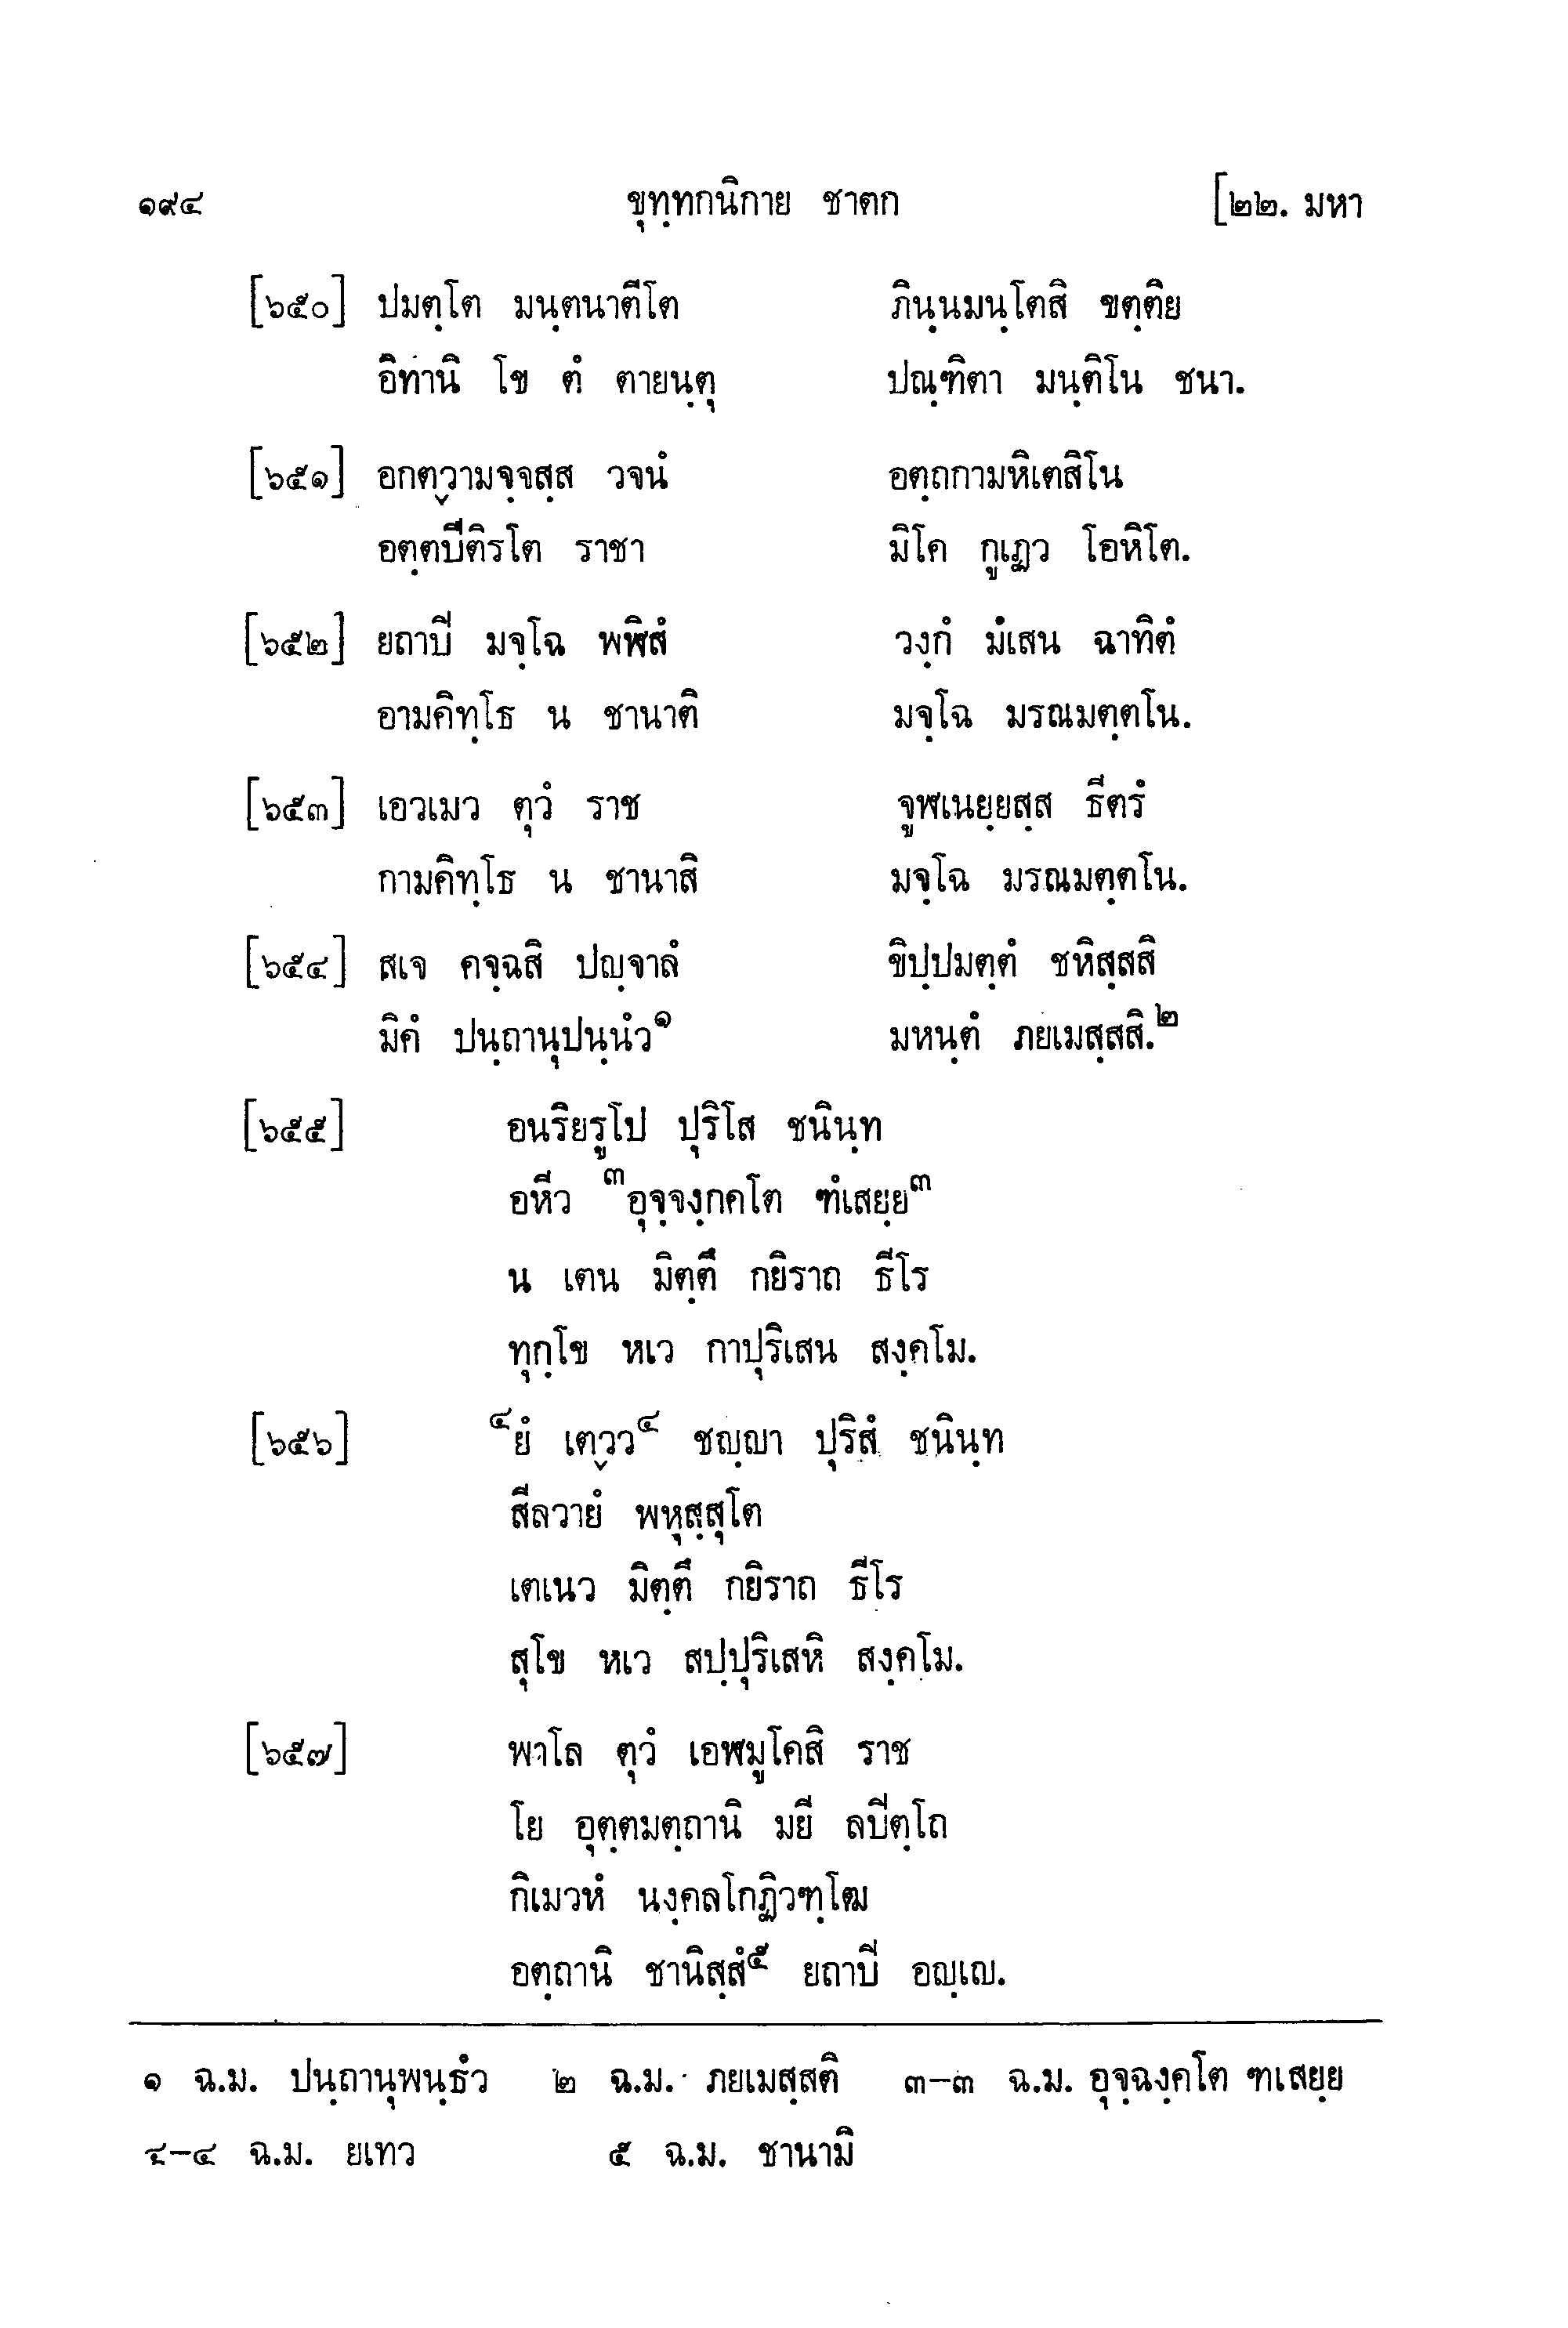 ๑๙๔ ขุทฺทกนิกาย ชาตก [๒๒. มหา
[๖๕๐] ปมตฺโต มนฺตนาตีโต ภินฺนมนฺโตสิ ขตฺติย
อิทานิ โข ตํ ตายนฺตุ ปณฺฑิตา มนฺติโน ชนา.
[๖๕๑] อกตฺวามจฺจสฺส วจนํ อตฺถกามหิเตสิโน
อตฺตปีติรโต ราชา มิโค กูเฏว โอหิโต.
[๖๕๒] ยถาปิ มจฺโฉ พฬิสํ วงฺกํ มํเสน ฉาทิตํ
อามคิทฺโธ น ชานาติ มจฺโฉ มรณมตฺตโน.
[๖๕๓] เอวเมว ตุวํ ราช จูฬเนยฺยสฺส ธีตรํ
กามคิทฺโธ น ชานาสิ มจฺโฉ มรณมตฺตโน.
[๖๕๔] สเจ คจฺฉสิ ปญฺจาลํ ขิปฺปมตฺตํ ชหิสฺสสิ
มิคํ ปนฺถานุปนฺนํว๑ มหนฺตํ ภยเมสฺสสิ.๒
[๖๕๕] อนริยรูโป ปุริโส ชนินฺท
อหีว ๓อุจฺจงฺกคโต ฑํเสยฺย๓
น เตน มิตฺตึ กยิราถ ธีโร
ทุกฺโข หเว กาปุริเสน สงฺคโม.
[๖๕๖] ๔ยํ เตฺวว๔ ชญฺญา ปุริสํ ชนินฺท
สีลวายํ พหุสฺสุโต
เตเนว มิตฺตึ กยิราถ ธีโร
สุโข หเว สปฺปุริเสหิ สงฺคโม.
[๖๕๗] พาโล ตุวํ เอฬมูโคสิ ราช
โย อุตฺตมตฺถานิ มยี ลปิตฺโถ
กิเมวหํ นงฺคลโกฏิวฑฺโฒ
อตฺถานิ ชานิสฺสํ๕ ยถาปิ อญฺเญ.
๑ ฉ.ม. ปนฺถานุพนฺธํว ๒ ฉ.ม. ภยเมสฺสติ ๓-๓ ฉ.ม. อุจฺฉงฺคโต ฑเสยฺย
๔-๔ ฉ.ม. ยเทว ๕ ฉ.ม. ชานามิ